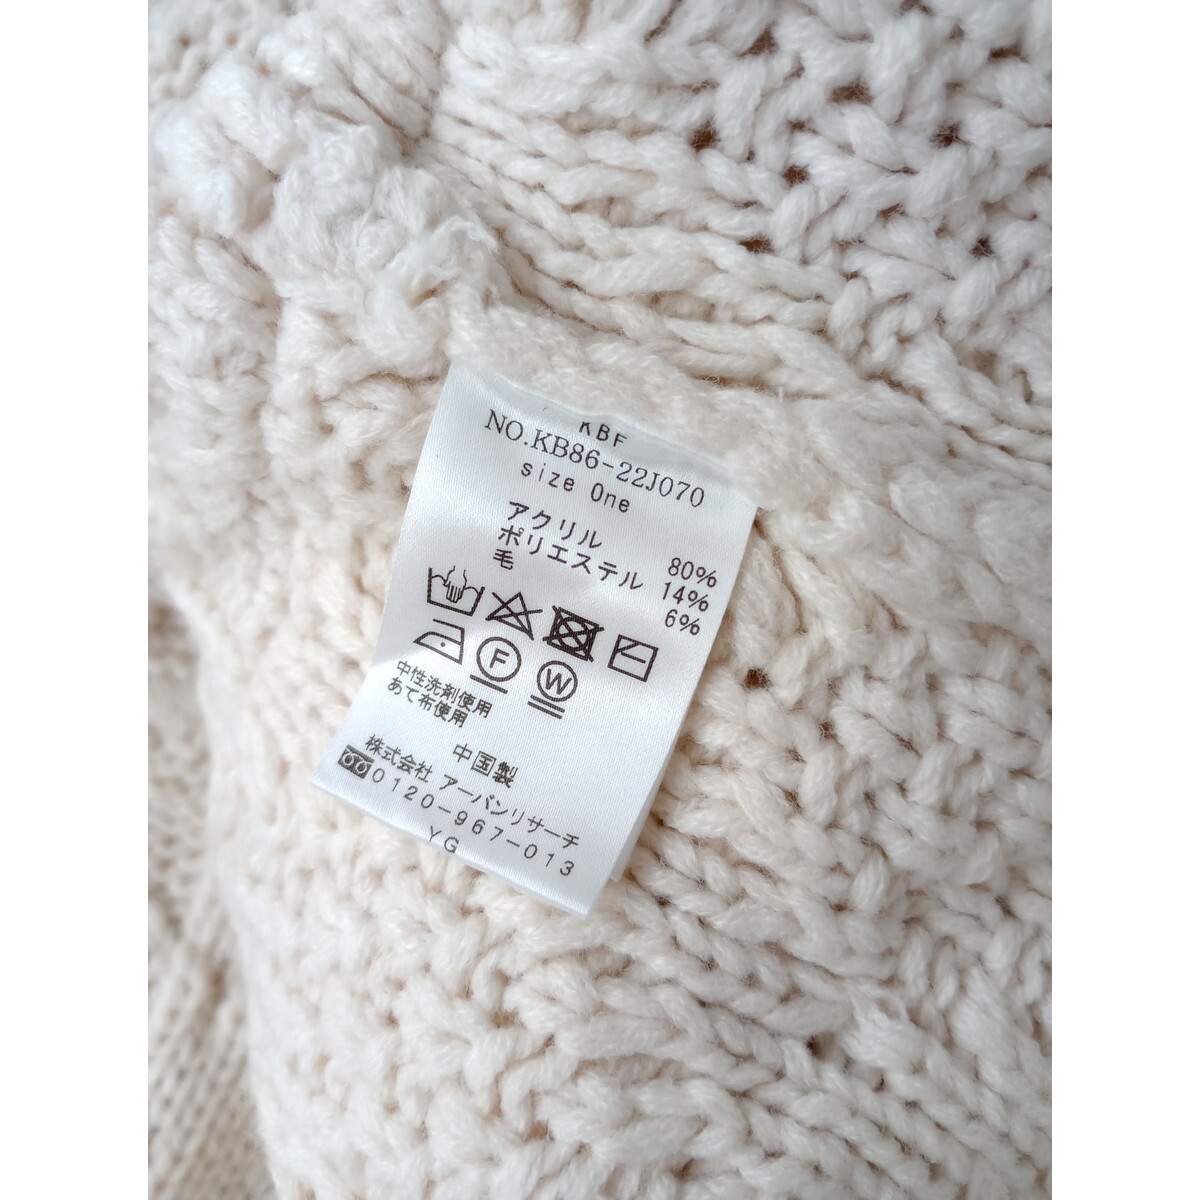 KBF
NO.KB86-22J070
size One
アクリル 80%
ポリエステル 14%
毛 6%
F
W
中性洗剤使用
あて布使用
中国製
株式会社 アーバンリサーチ
0120-967-013
YG